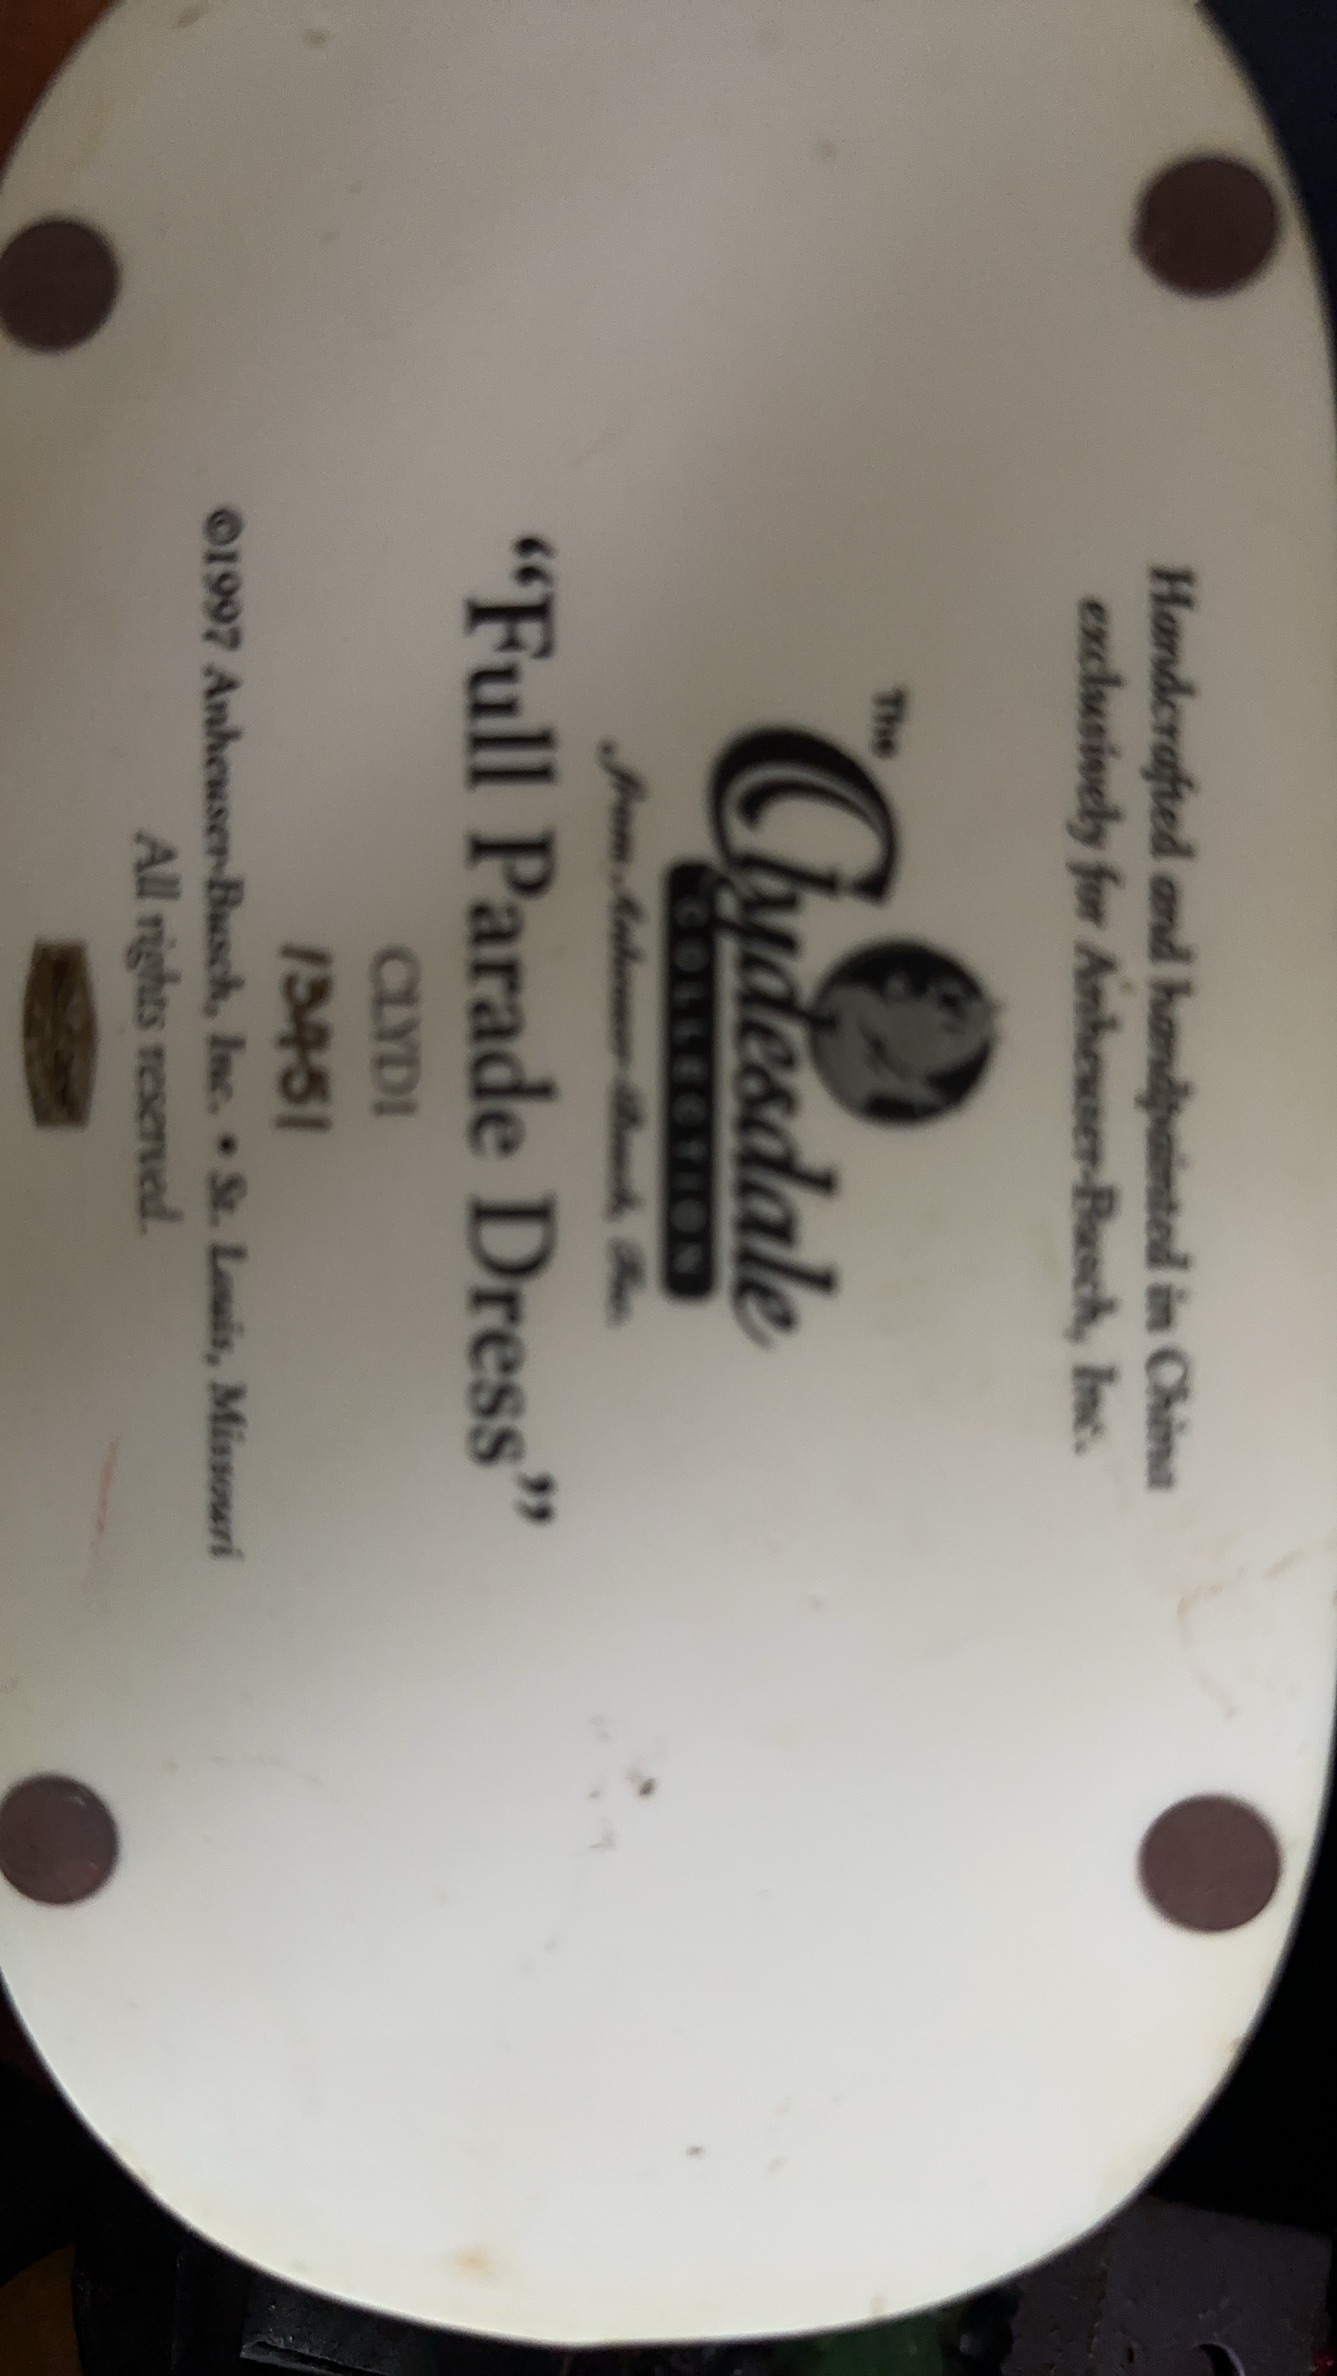 Handcrafted and handpainted in China
exclusively for Anheuser-Busch, Inc.
The
Clydesdale
COLLECTION
from Anheuser-Busch, Inc.
"Full Parade Dress"
CLYD1
13451
©1997 Anheuser-Busch, Inc. • St. Louis, Missouri
All rights reserved.